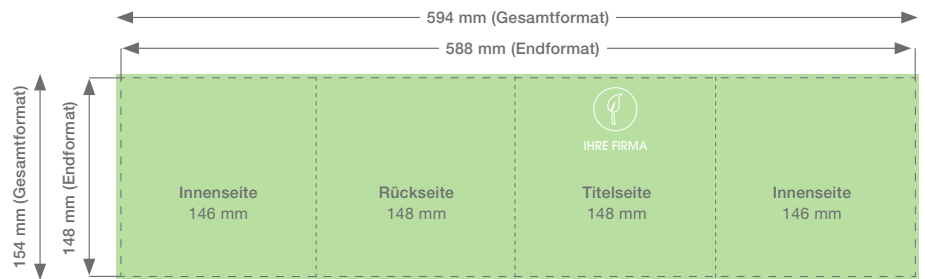 594 mm (Gesamtformat)
588 mm (Endformat)
154 mm (Gesamtformat)
148 mm (Endformat)
IHRE FIRMA
Innenseite
146 mm
Rückseite
148 mm
Titelseite
148 mm
Innenseite
146 mm